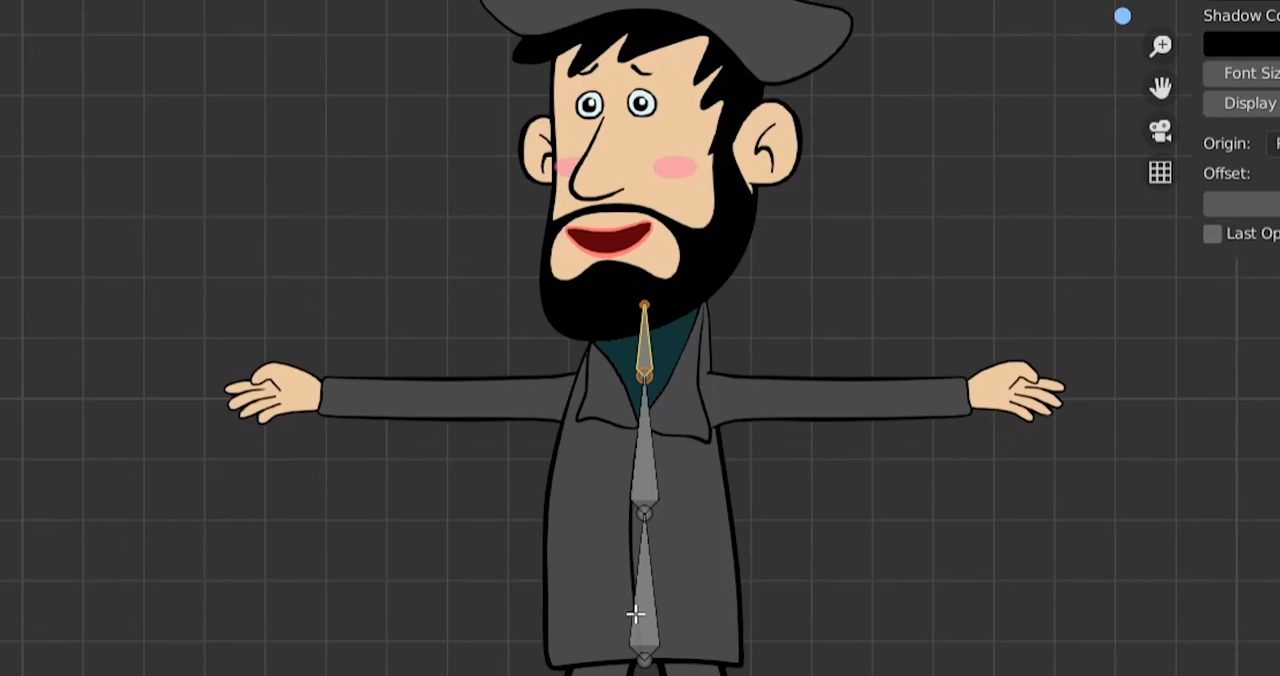 Shadow Co
Font Siz
Display
Origin:
Offset:
Last Op